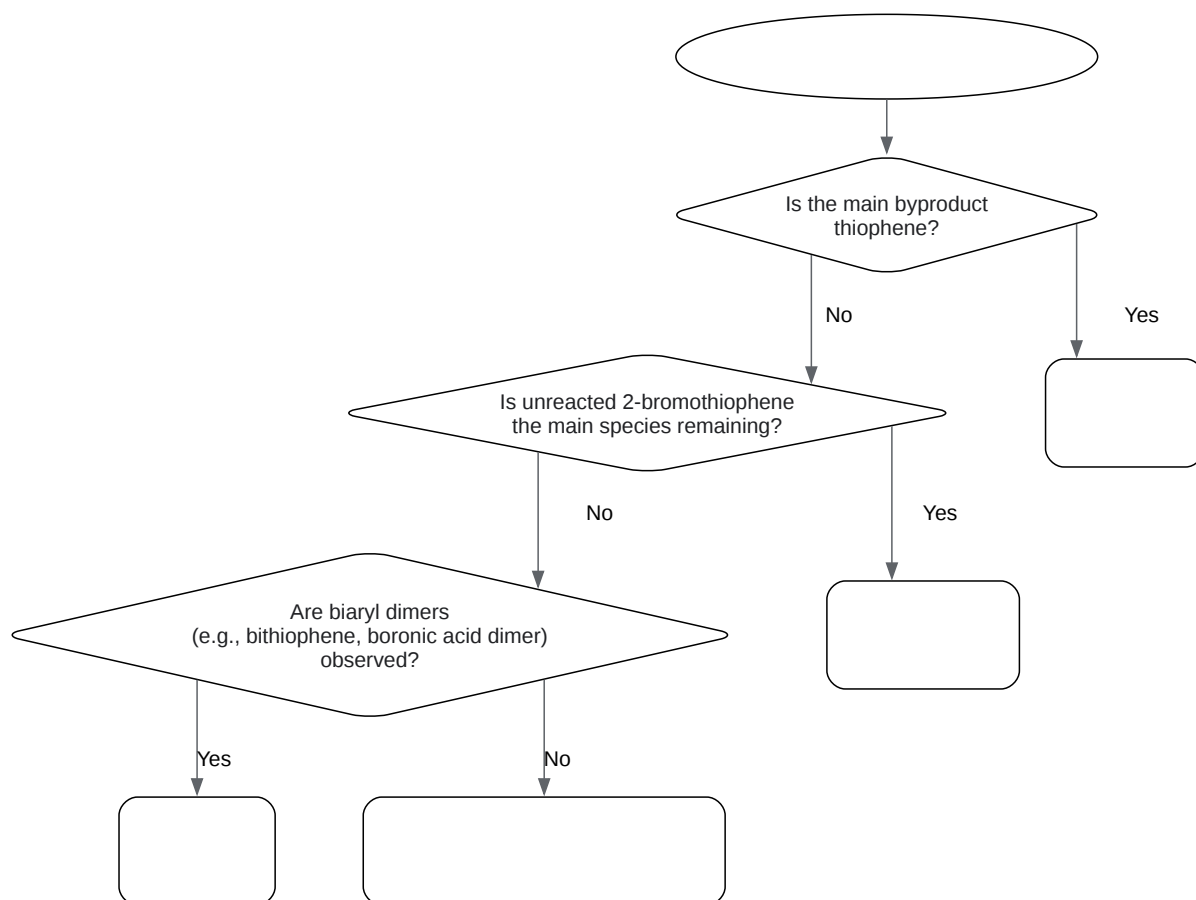 Is the main byproduct
thiophene?
No
Yes
Is unreacted 2-bromothiophene
the main species remaining?
No
Yes
Are biaryl dimers
(e.g., bithiophene, boronic acid dimer)
observed?
Yes
No